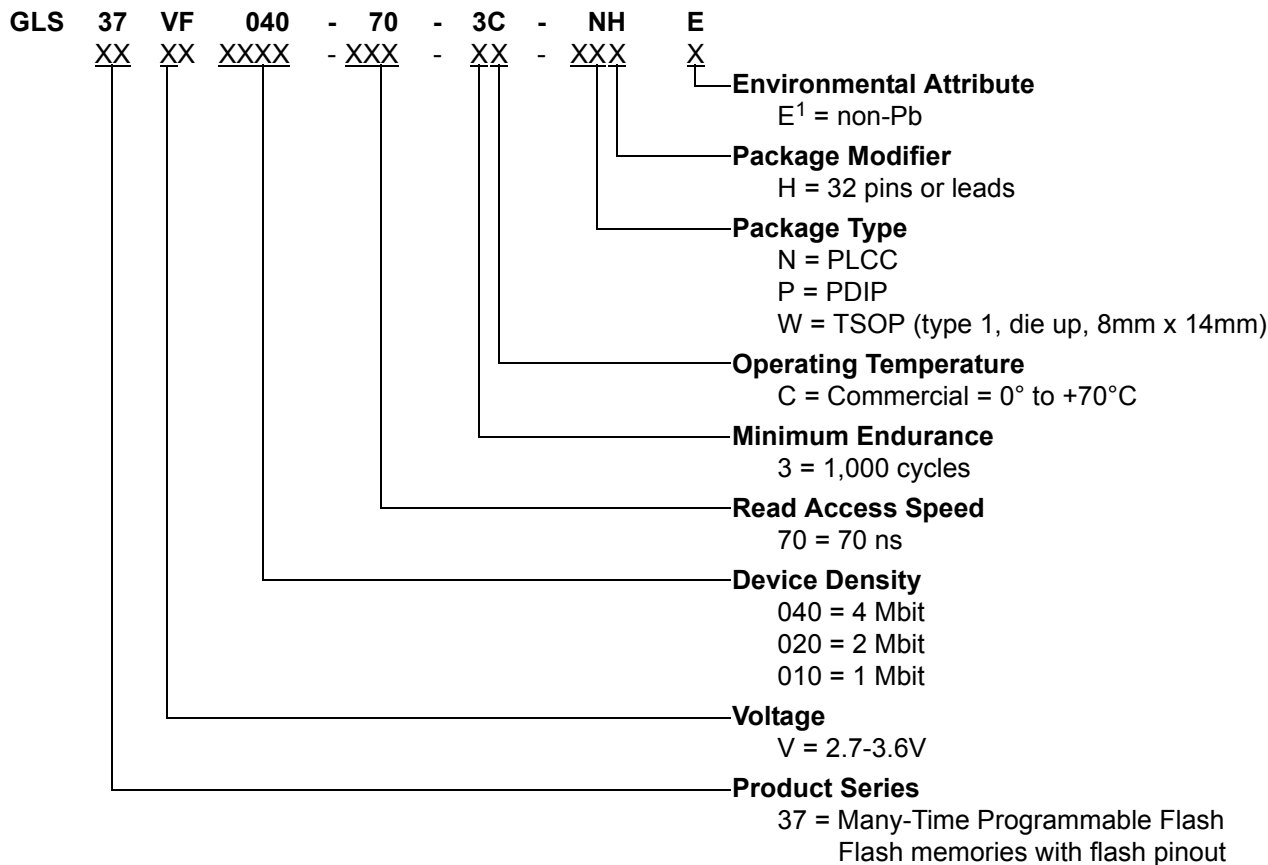 GLS 37 VF 040 - 70 - 3C - NH E
XX XX XXXX - XXX - XX - XXX X
Environmental Attribute
E1 = non-Pb
Package Modifier
H = 32 pins or leads
Package Type
N = PLCC
P = PDIP
W = TSOP (type 1, die up, 8mm x 14mm)
Operating Temperature
C = Commercial = 0° to +70°C
Minimum Endurance
3 = 1,000 cycles
Read Access Speed
70 = 70 ns
Device Density
040 = 4 Mbit
020 = 2 Mbit
010 = 1 Mbit
Voltage
V = 2.7-3.6V
Product Series
37 = Many-Time Programmable Flash
Flash memories with flash pinout